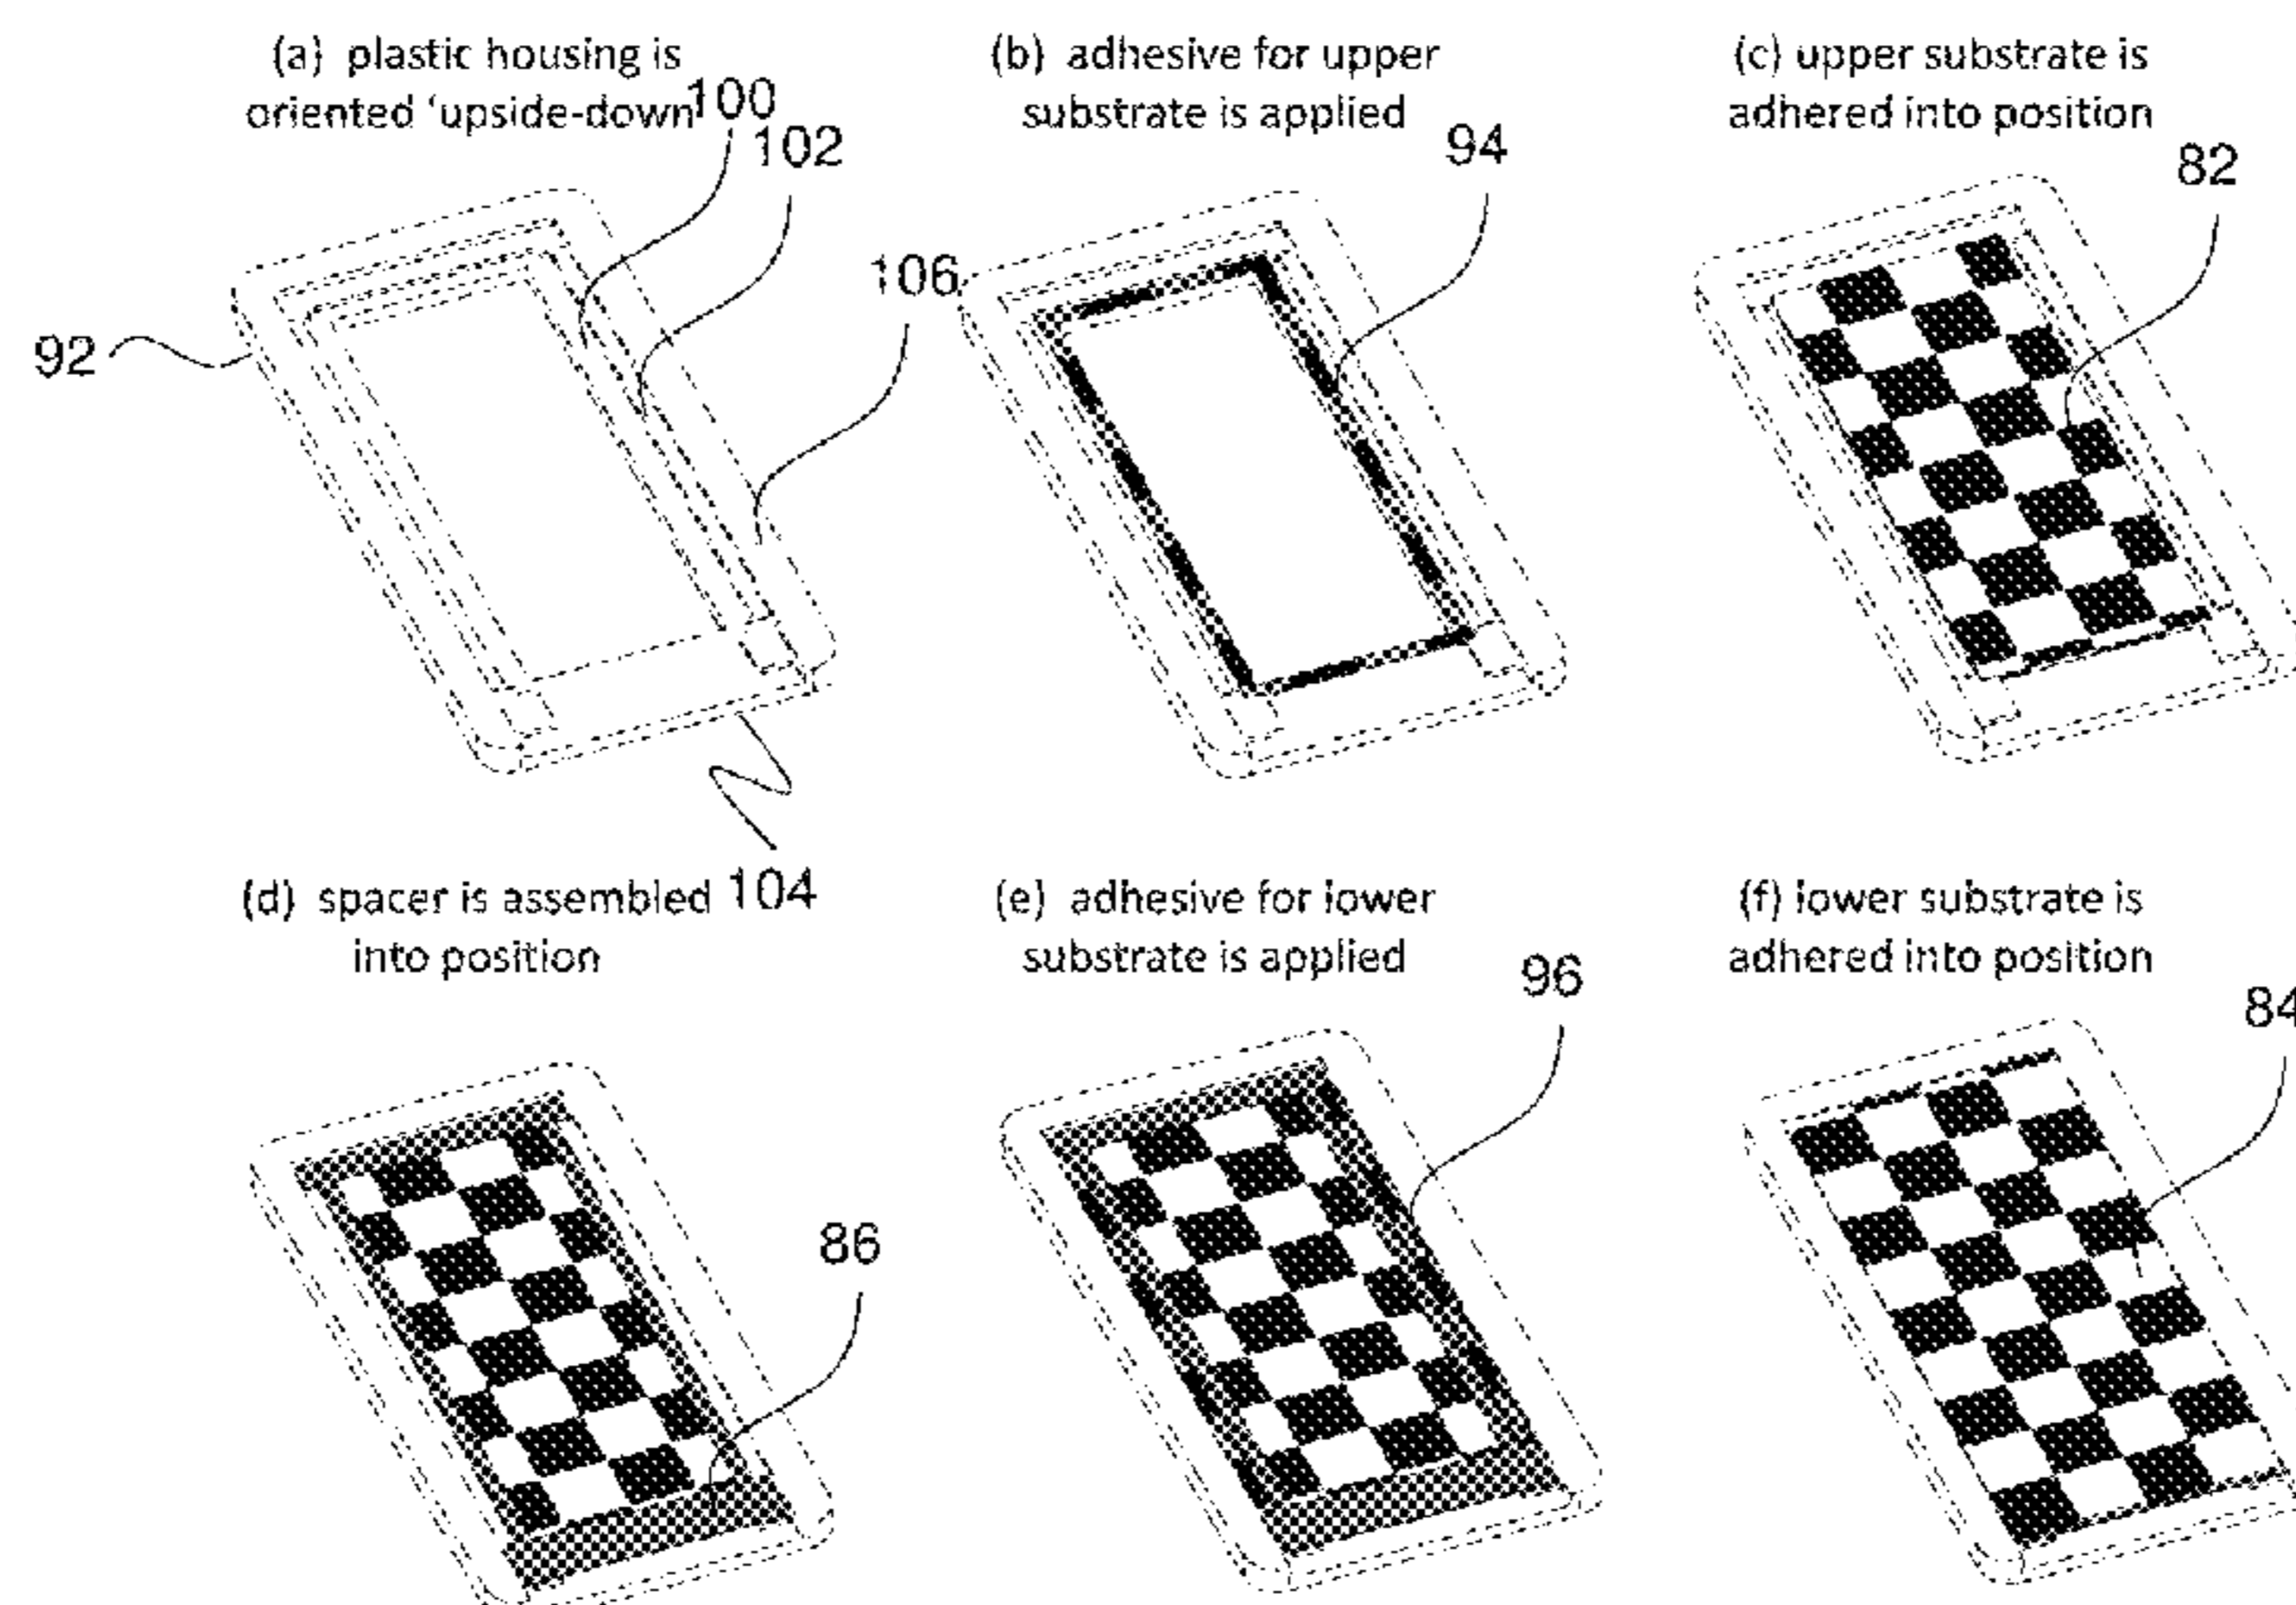 (a) plastic housing is
oriented ‘upside-down
100
102
106
92
104
(b) adhesive for upper
substrate is applied
94
(c) upper substrate is
adhered into position
82
(d) spacer is assembled
into position
86
(e) adhesive for lower
substrate is applied
96
(f) lower substrate is
adhered into position
84